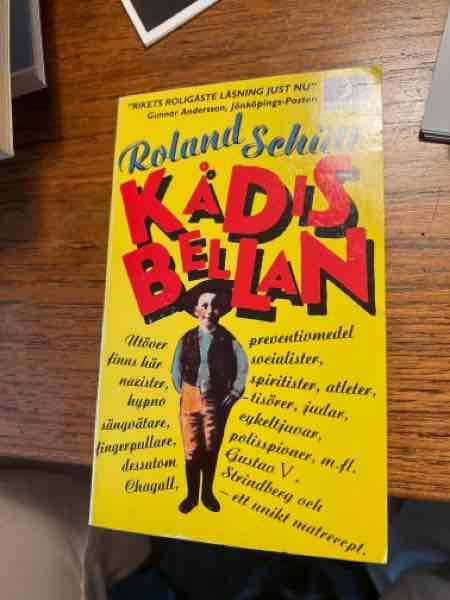 "RIKETS ROLIGASTE LÄSNING JUST NU"
Gunnar Andersson, Jönköpings-Posten
Roland Schütt
KÅDIS
BELLAN
Utöver preventivmedel
finns här socialister,
nazister, spiritister, atleter,
hypno -tisörer, judar,
sängvätare, cykeltjuvar,
fingerpullare, polisspioner, m.fl.
dessutom Gustav V,
Chagall, Strindberg och
– ett unikt matrecept.